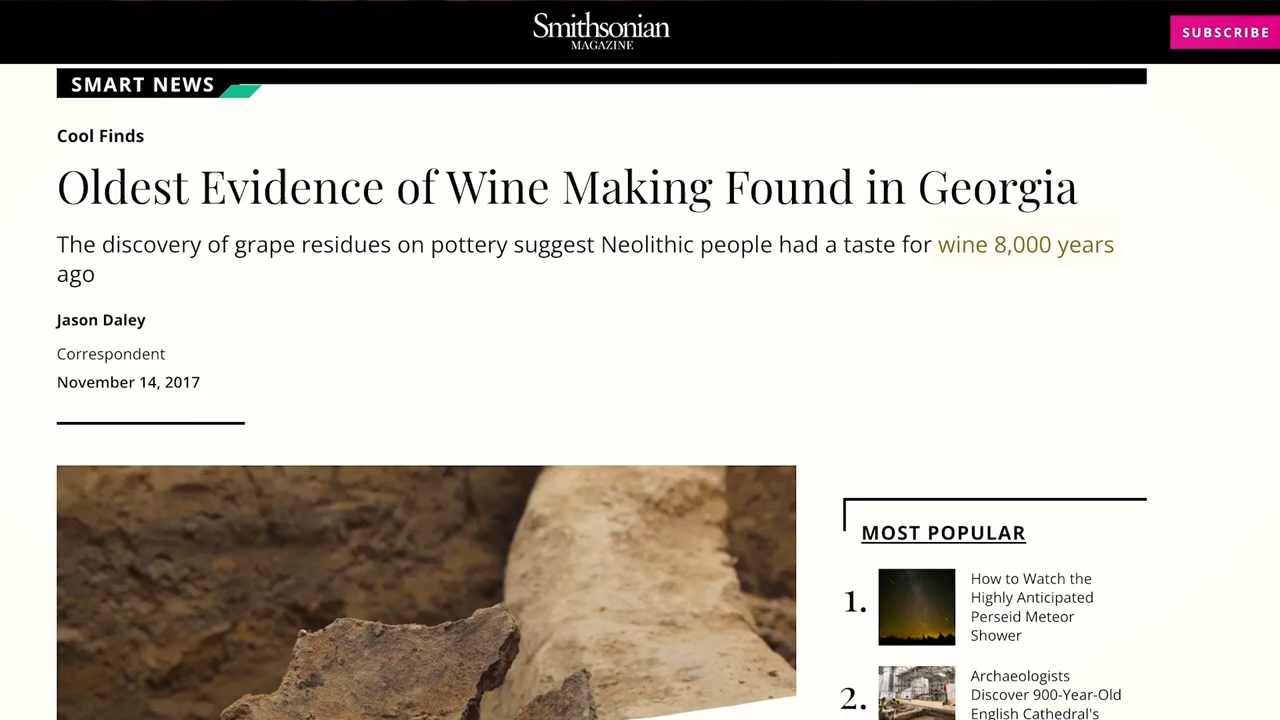 Smithsonian
MAGAZINE
SUBSCRIBE
SMART NEWS
Cool Finds
Oldest Evidence of Wine Making Found in Georgia
The discovery of grape residues on pottery suggest Neolithic people had a taste for wine 8,000 years
ago
Jason Daley
Correspondent
November 14, 2017
MOST POPULAR
1.
How to Watch the
Highly Anticipated
Perseid Meteor
Shower
2.
Archaeologists
Discover 900-Year-Old
English Cathedral's